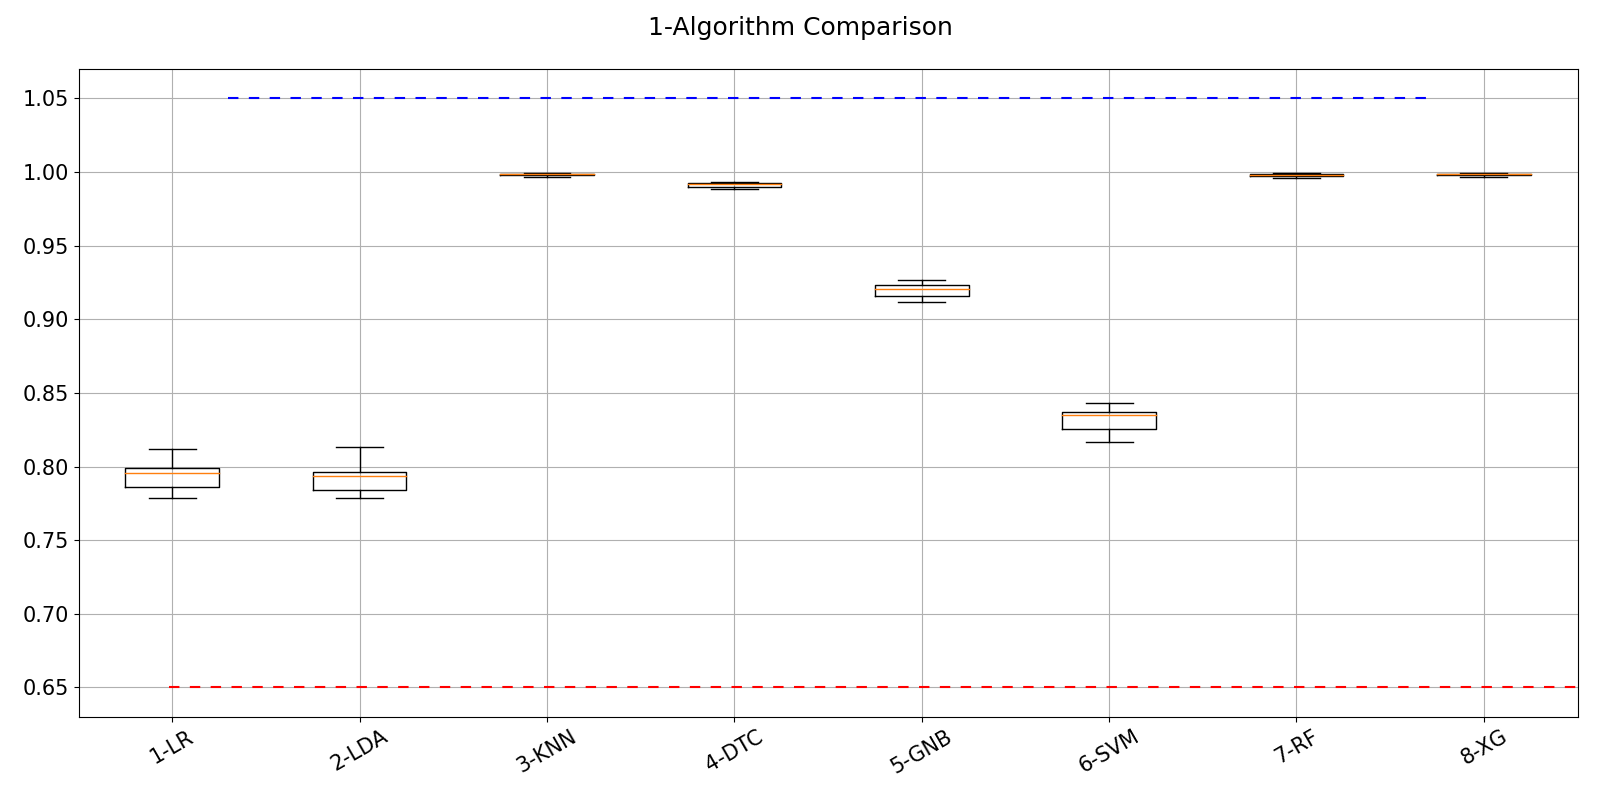 1-Algorithm Comparison
1.05
1.00
0.95
0.90
0.85
0.80
0.75
0.70
0.65
1-LR
2-LDA
3-KNN
4-DTC
5-GNB
6-SVM
7-RF
8-XG